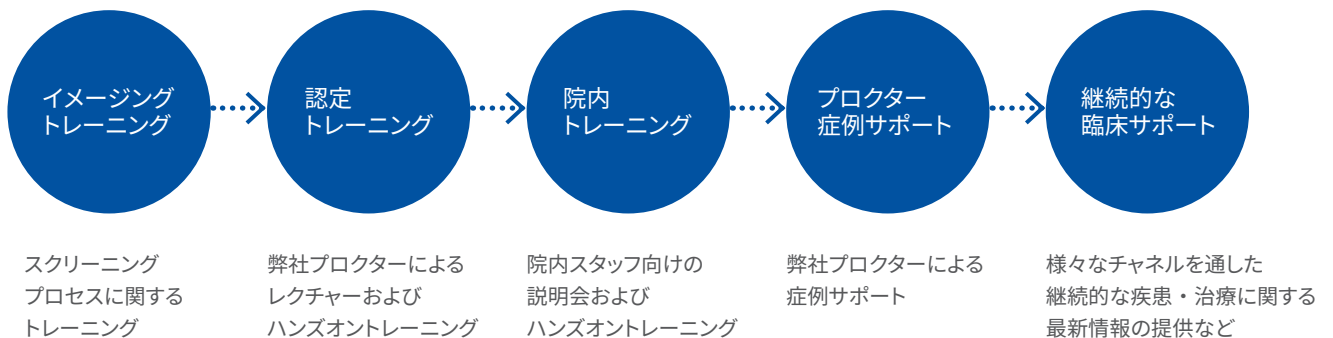 イメージング
トレーニング
認定
トレーニング
院内
トレーニング
プロクター
症例サポート
継続的な
臨床サポート
スクリーニング
プロセスに関する
トレーニング
弊社プロクターによる
レクチャーおよび
ハンズオントレーニング
院内スタッフ向けの
説明会および
ハンズオントレーニング
弊社プロクターによる
症例サポート
様々なチャネルを通した
継続的な疾患・治療に関する
最新情報の提供など